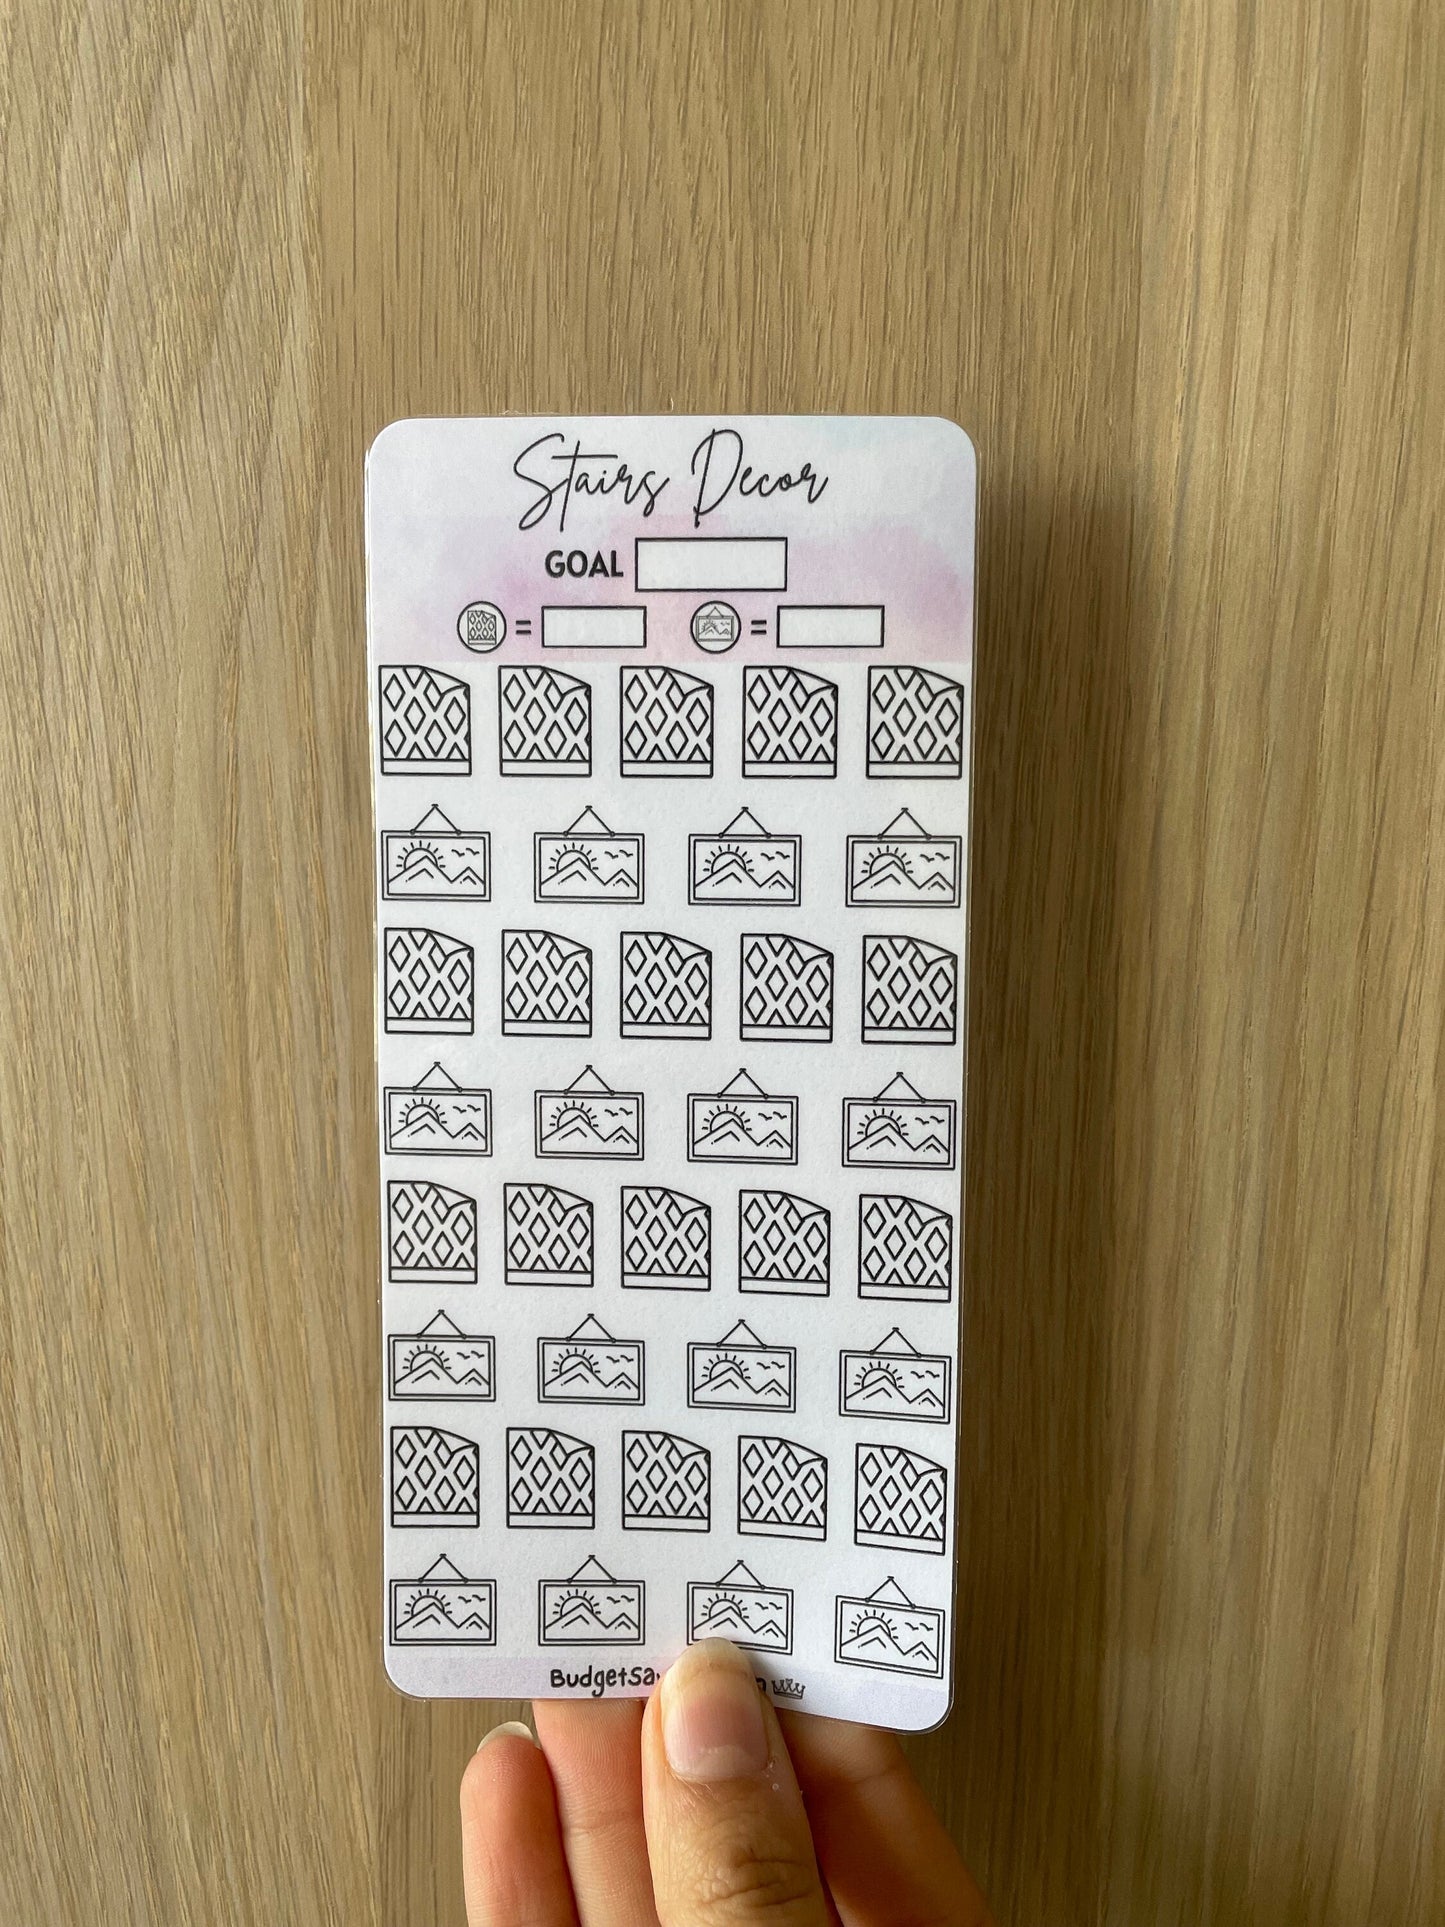 Stairs Decor
GOAL
= =